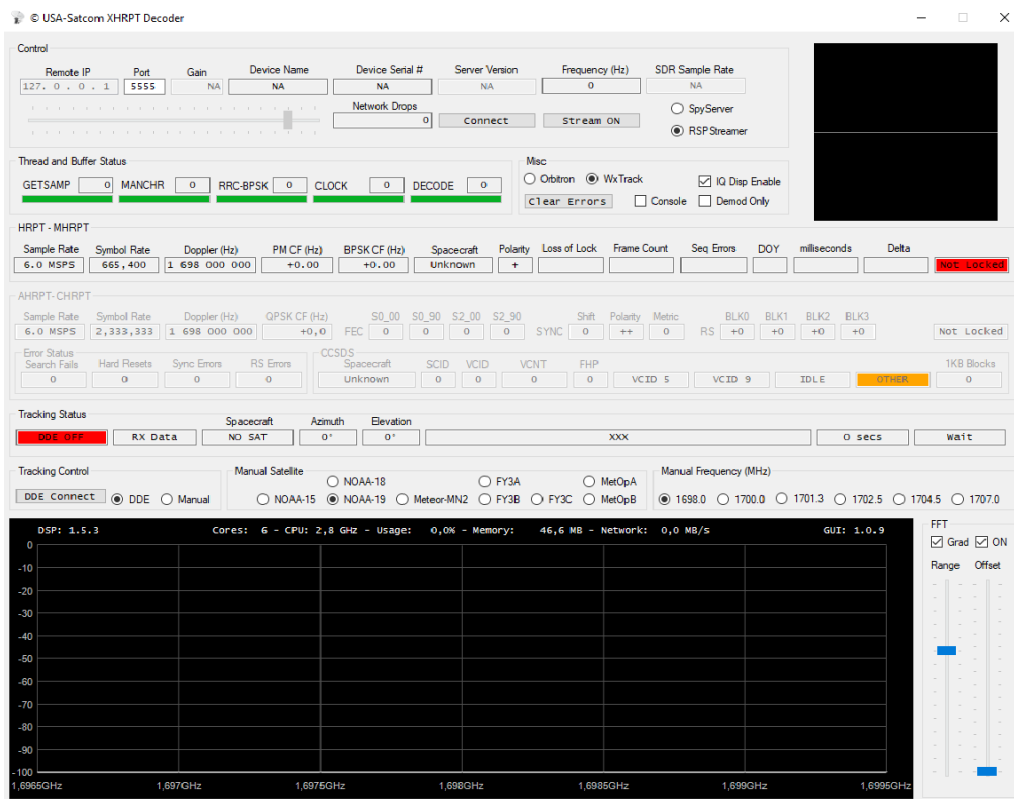 © USA-Satcom XHRPT Decoder
Control
Remote IP Port Gain Device Name Device Serial # Server Version Frequency (Hz) SDR Sample Rate
127. 0 . 0 . 1 5555 NA NA NA NA 0 NA
Network Drops SpyServer
0 Connect Stream ON RSPStreamer
Thread and Buffer Status Misc
GETSAMP 0 MANCHR 0 RRC-BPSK 0 CLOCK 0 DECODE 0 Orbitron WxTrack IQ Disp Enable
Clear Errors Console Demod Only
HRPT - MHRPT
Sample Rate Symbol Rate Doppler (Hz) PM CF (Hz) BPSK CF (Hz) Spacecraft Polarity Loss of Lock Frame Count Seq Errors DOY milliseconds Delta
6.0 MSPS 665,400 1 698 000 000 +0.00 +0.00 Unknown + Not Locked
AHRPT- CHRPT
Sample Rate Symbol Rate Doppler (Hz) QPSK CF (Hz) S0_00 S0_90 S2_00 S2_90 Shift Polarity Metric BLK0 BLK1 BLK2 BLK3
6.0 MSPS 2,333,333 1 698 000 000 +0,0 FEC 0 0 0 0 SYNC 0 ++ 0 RS +0 +0 +0 +0 Not Locked
Error Status CCSDS
Search Fails Hard Resets Sync Errors RS Errors Spacecraft SCID VCID VCNT FHP 1KB Blocks
0 0 0 0 Unknown 0 0 0 0 VCID 5 VCID 9 IDLE OTHER 0
Tracking Status
Spacecraft Azimuth Elevation
DDE OFF RX Data NO SAT 0° 0° XXX 0 secs Wait
Tracking Control Manual Satellite Manual Frequency (MHz)
NOAA-18 FY3A MetOpA
DDE Connect DDE Manual NOAA-15 NOAA-19 Meteor-MN2 FY3B FY3C MetOpB 1698.0 1700.0 1701.3 1702.5 1704.5 1707.0
DSP: 1.5.3 Cores: 6 - CPU: 2,8 GHz - Usage: 0,0% - Memory: 46,6 MB - Network: 0,0 MB/s GUI: 1.0.9
FFT
Grad ON
Range Offset
0
-10
-20
-30
-40
-50
-60
-70
-80
-90
-100
1,6965GHz 1,697GHz 1,6975GHz 1,698GHz 1,6985GHz 1,699GHz 1,6995GHz